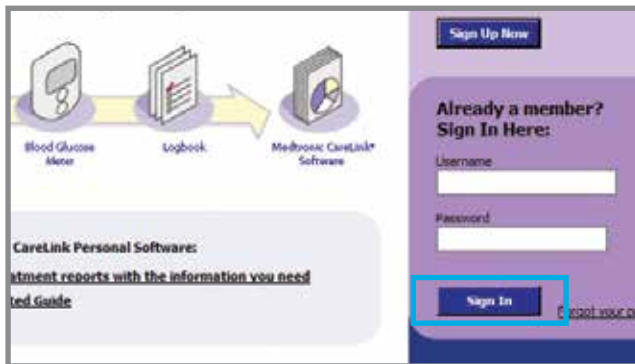 Sign Up Now
Already a member?
Sign In Here:
Username
Password
Sign In
Forgot your
Blood Glucose
Meter
Logbook
Medtronic CareLink®
Software
CareLink Personal Software:
atment reports with the information you need
ted Guide